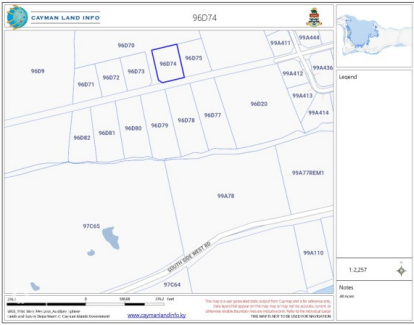 CAYMAN LAND INFO
96D74
99A444
99A411
96D70
96D74
96D75
96D9
96D73
99A436
96D72
99A412
96D71
99A413
96D20
99A414
96D77
96D78
96D79
96D80
96D81
96D82
99A77REM1
99A78
97C65
SOUTH SIDE WEST RD
99A110
97C64
Legend
1: 2,257
Notes
0
Feet
www.caymanlandinfo.ky
THIS MAP IS NOT TO BE USED FOR NAVIGATION